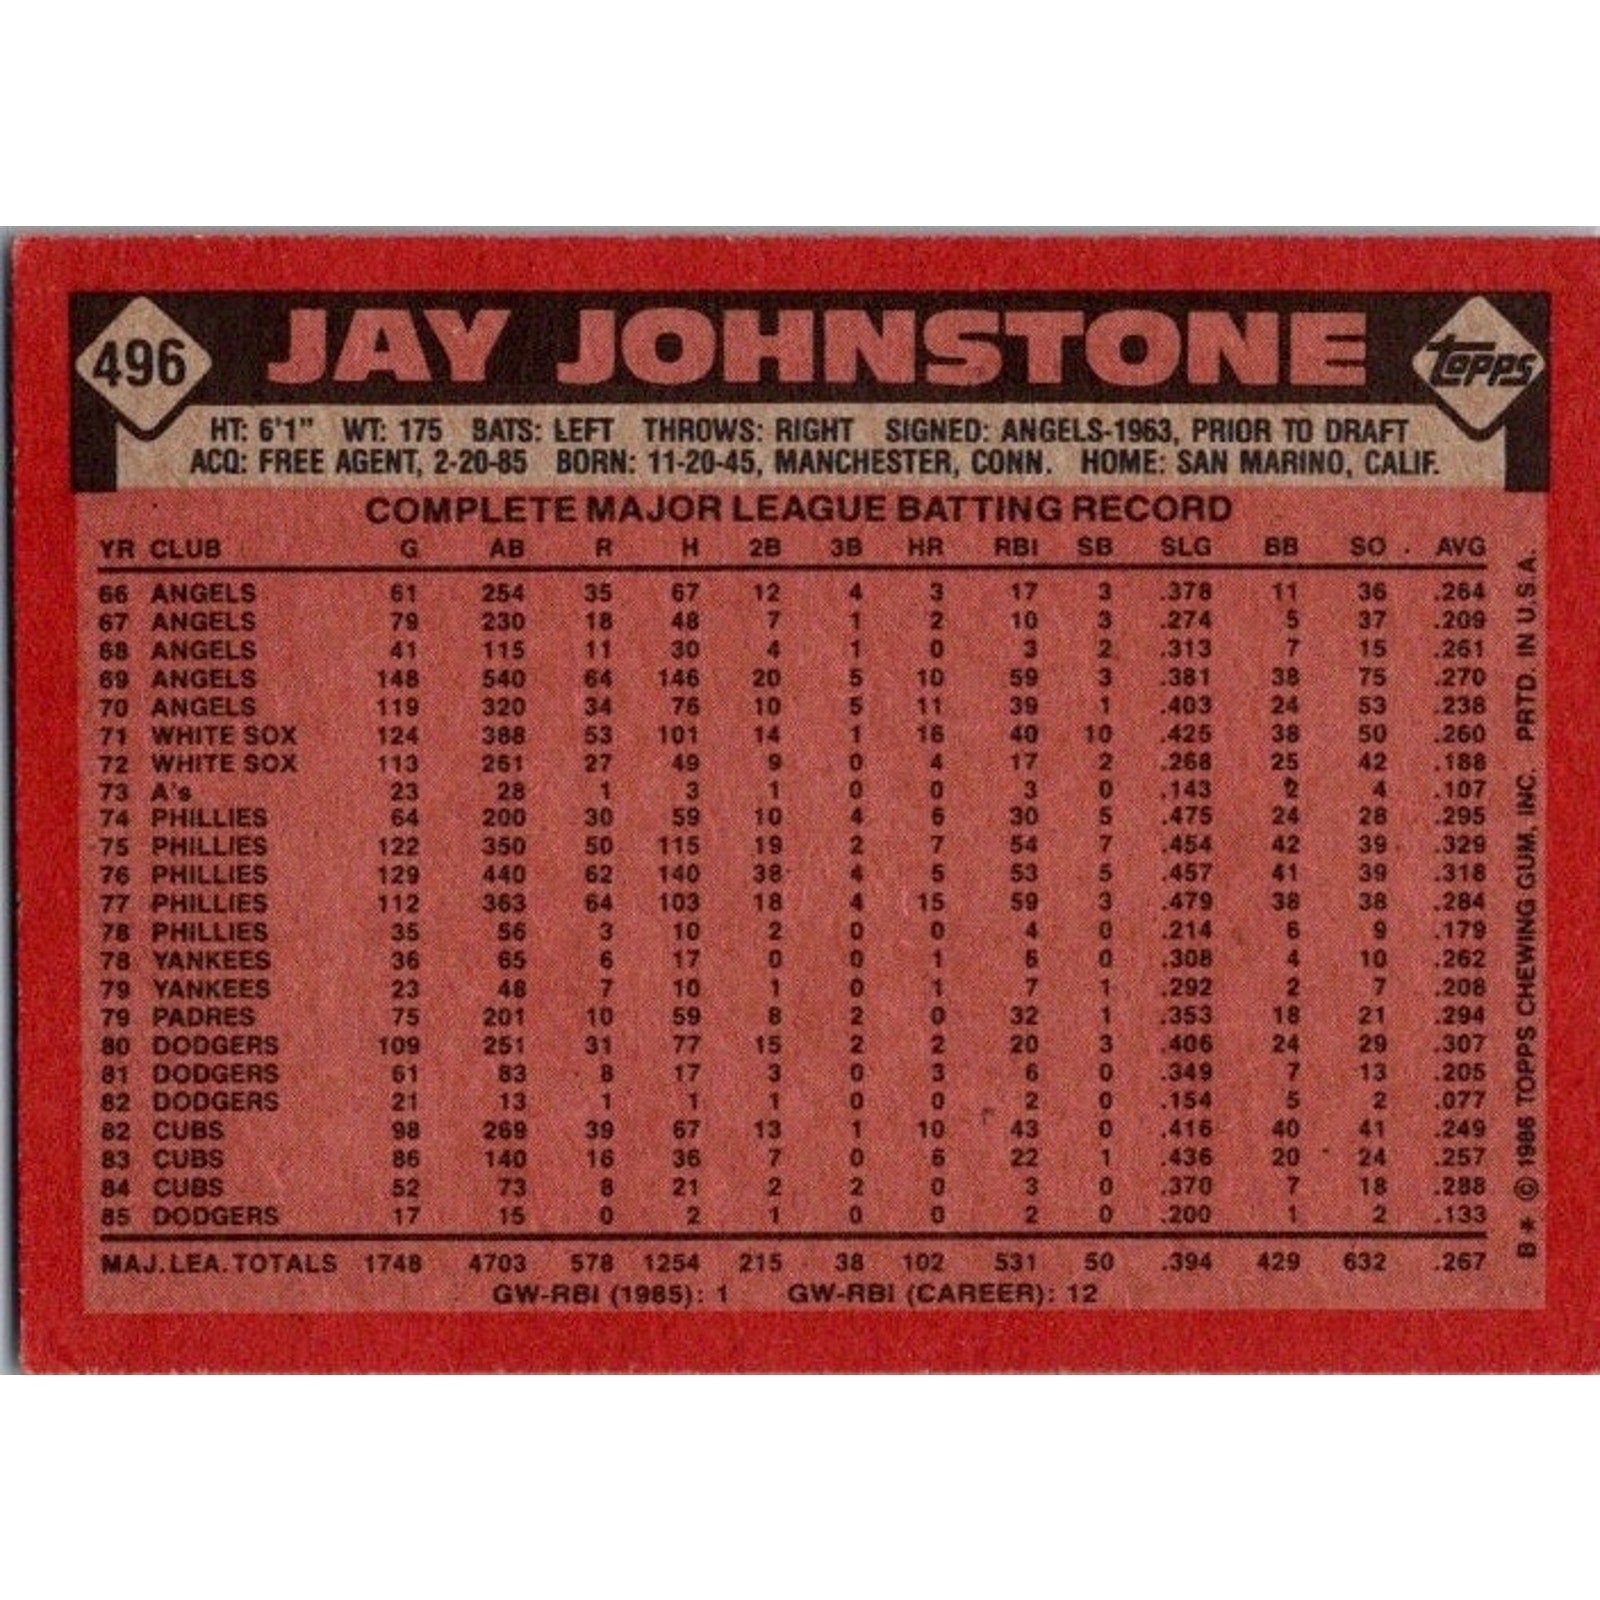 496 JAY JOHNSTONE topps
HT: 6'1" WT: 175 BATS: LEFT THROWS: RIGHT SIGNED: ANGELS-1963, PRIOR TO DRAFT
ACQ: FREE AGENT, 2-20-85 BORN: 11-20-45, MANCHESTER, CONN. HOME: SAN MARINO, CALIF.
COMPLETE MAJOR LEAGUE BATTING RECORD
YR CLUB G AB R H 2B 3B HR RBI SB SLG BB SO AVG
66 ANGELS 61 254 35 67 12 4 3 17 3 .378 11 36 .264
67 ANGELS 79 230 18 48 7 1 2 10 3 .274 5 37 .209
68 ANGELS 41 115 11 30 4 1 0 3 2 .313 7 15 .261
69 ANGELS 148 540 64 146 20 5 10 59 3 .381 38 75 .270
70 ANGELS 119 320 34 76 10 5 11 39 1 .403 24 53 .238
71 WHITE SOX 124 388 53 101 14 1 16 40 10 .425 38 50 .260
72 WHITE SOX 113 261 27 49 9 0 4 17 2 .268 25 42 .188
73 A's 23 28 1 3 1 0 0 3 0 .143 2 4 .107
74 PHILLIES 64 200 30 59 10 4 6 30 5 .475 24 28 .295
75 PHILLIES 122 350 50 115 19 2 7 54 7 .454 42 39 .329
76 PHILLIES 129 440 62 140 38 4 5 53 5 .457 41 39 .318
77 PHILLIES 112 363 64 103 18 4 15 59 3 .479 38 38 .284
78 PHILLIES 35 56 3 10 2 0 0 4 0 .214 6 9 .179
78 YANKEES 36 65 6 17 0 0 1 6 0 .308 4 10 .262
79 YANKEES 23 48 7 10 1 0 1 7 1 .292 2 7 .208
79 PADRES 75 201 10 59 8 2 0 32 1 .353 18 21 .294
80 DODGERS 109 251 31 77 15 2 2 20 3 .406 24 29 .307
81 DODGERS 61 83 8 17 3 0 3 6 0 .349 7 13 .205
82 DODGERS 21 13 1 1 1 0 0 2 0 .154 5 2 .077
82 CUBS 98 269 39 67 13 1 10 43 0 .416 40 41 .249
83 CUBS 86 140 16 36 7 0 6 22 1 .436 20 24 .257
84 CUBS 52 73 8 21 2 2 0 3 0 .370 7 18 .288
85 DODGERS 17 15 0 2 1 0 0 2 0 .200 1 2 .133
MAJ.LEA.TOTALS 1748 4703 578 1254 215 38 102 531 50 .394 429 632 .267
GW-RBI (1985): 1 GW-RBI (CAREER): 12
B* © 1986 TOPPS CHEWING GUM, INC. PRTD. IN U.S.A.